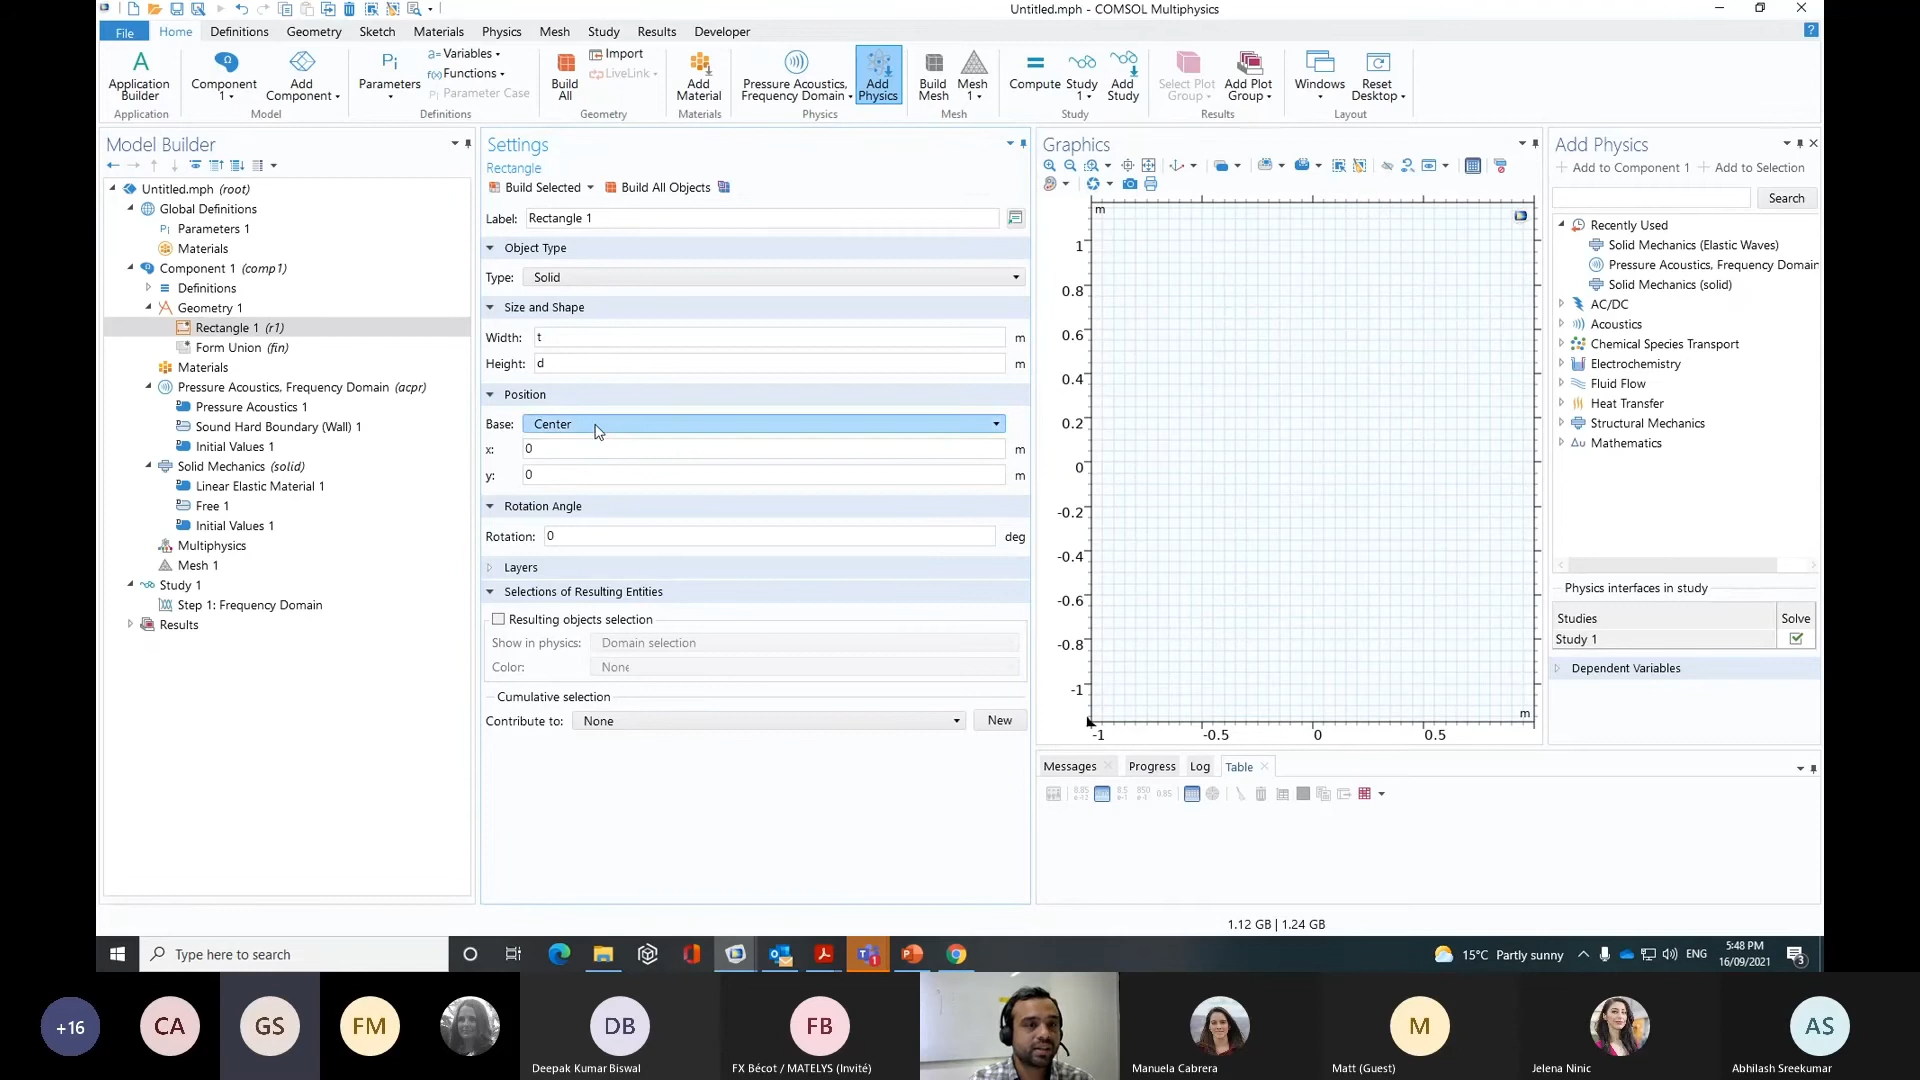 Untitled.mph - COMSOL Multiphysics
File Home Definitions Geometry Sketch Materials Physics Mesh Study Results Developer
Application Builder
Component 1
Add Component
Parameters
a= Variables
f(x) Functions
Pi Parameter Case
Build All
Import
LiveLink
Add Material
Pressure Acoustics, Frequency Domain
Add Physics
Build Mesh
Mesh 1
Compute
Study 1
Add Study
Select Plot Group
Add Plot Group
Windows
Reset Desktop
Application Model Definitions Geometry Materials Physics Mesh Study Results Layout
Model Builder
Untitled.mph (root)
Global Definitions
Pi Parameters 1
Materials
Component 1 (comp1)
Definitions
Geometry 1
Rectangle 1 (r1)
Form Union (fin)
Materials
Pressure Acoustics, Frequency Domain (acpr)
Pressure Acoustics 1
Sound Hard Boundary (Wall) 1
Initial Values 1
Solid Mechanics (solid)
Linear Elastic Material 1
Free 1
Initial Values 1
Multiphysics
Mesh 1
Study 1
Step 1: Frequency Domain
Results
Settings
Rectangle
Build Selected Build All Objects
Label: Rectangle 1
Object Type
Type: Solid
Size and Shape
Width: t m
Height: d m
Position
Base: Center
x: 0 m
y: 0 m
Rotation Angle
Rotation: 0 deg
Layers
Selections of Resulting Entities
Resulting objects selection
Show in physics: Domain selection
Color: None
Cumulative selection
Contribute to: None New
Graphics
m
1
0.8
0.6
0.4
0.2
0
-0.2
-0.4
-0.6
-0.8
-1
m
-1 -0.5 0 0.5
Messages Progress Log Table
8.85 e-12 8.5 e-1 850 0.85
Add Physics
Add to Component 1 Add to Selection
Search
Recently Used
Solid Mechanics (Elastic Waves)
Pressure Acoustics, Frequency Domain
Solid Mechanics (solid)
AC/DC
Acoustics
Chemical Species Transport
Electrochemistry
Fluid Flow
Heat Transfer
Structural Mechanics
Δu Mathematics
Physics interfaces in study
Studies Solve
Study 1
Dependent Variables
1.12 GB | 1.24 GB
Type here to search
15°C Partly sunny
ENG
5:48 PM
16/09/2021
3
+16 CA GS FM DB FB M AS
Deepak Kumar Biswal FX Bécot / MATELYS (Invité) Manuela Cabrera Matt (Guest) Jelena Ninic Abhilash Sreekumar